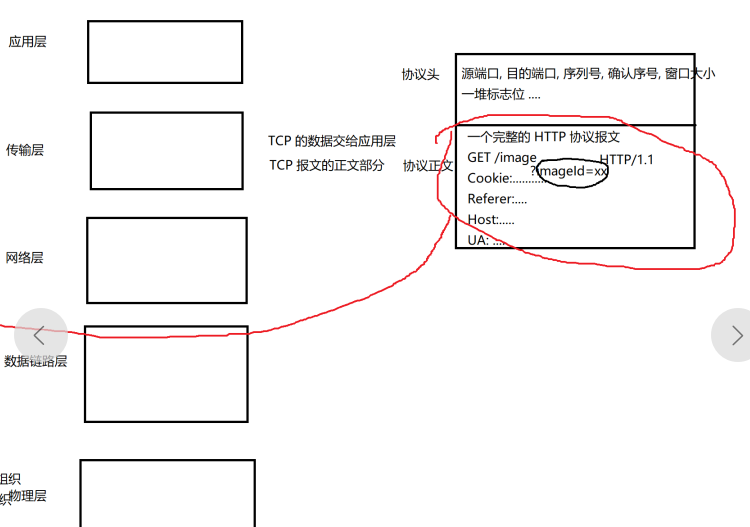 应用层
传输层
网络层
数据链路层
组织
织
物理层
TCP 的数据交给应用层
TCP 报文的正文部分
协议头
源端口, 目的端口, 序列号, 确认序号, 窗口大小
一堆标志位 ....
协议正文
一个完整的 HTTP 协议报文
GET /image
?imageId=xx
HTTP/1.1
Cookie:...........
Referer:....
Host:.....
UA: ....